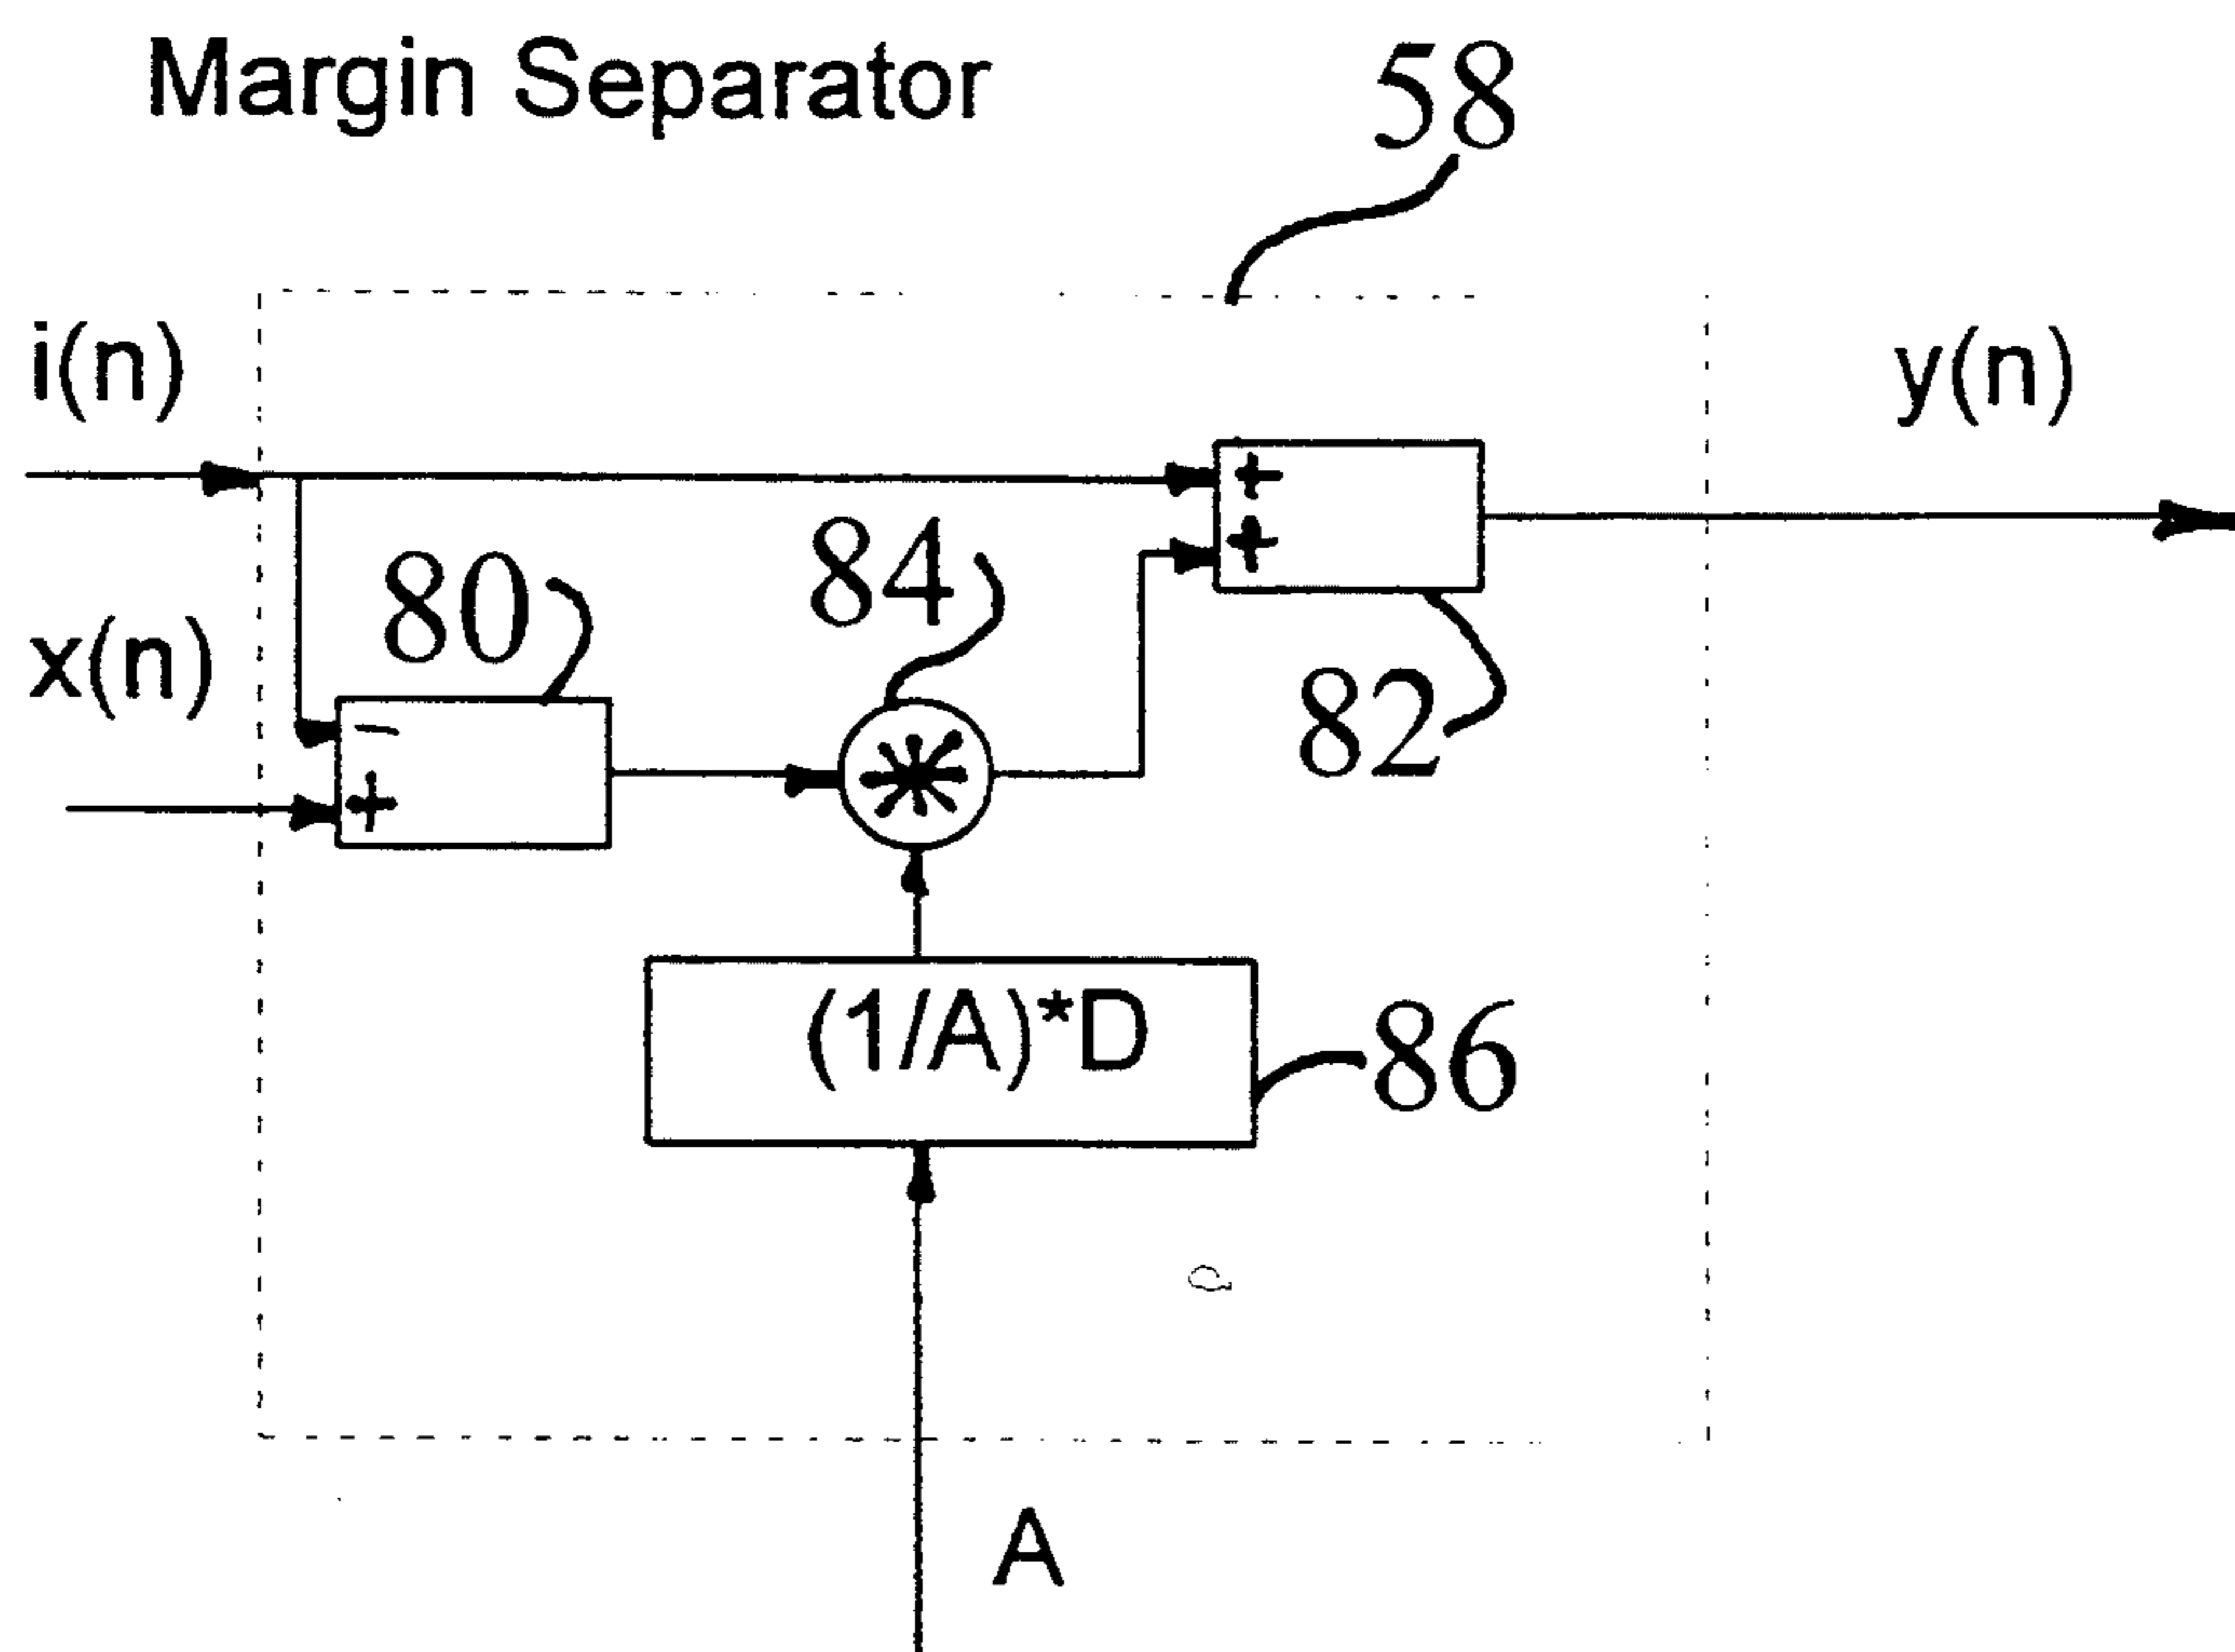 Margin Separator
58
i(n)
y(n)
+
+
84
80
x(n)
82
−
+
*
(1/A)*D
86
A